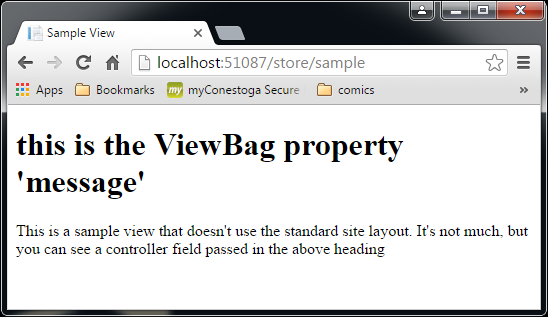 Sample View
localhost:51087/store/sample
Apps Bookmarks my myConestoga Secure comics »
this is the ViewBag property
'message'
This is a sample view that doesn't use the standard site layout. It's not much, but
you can see a controller field passed in the above heading